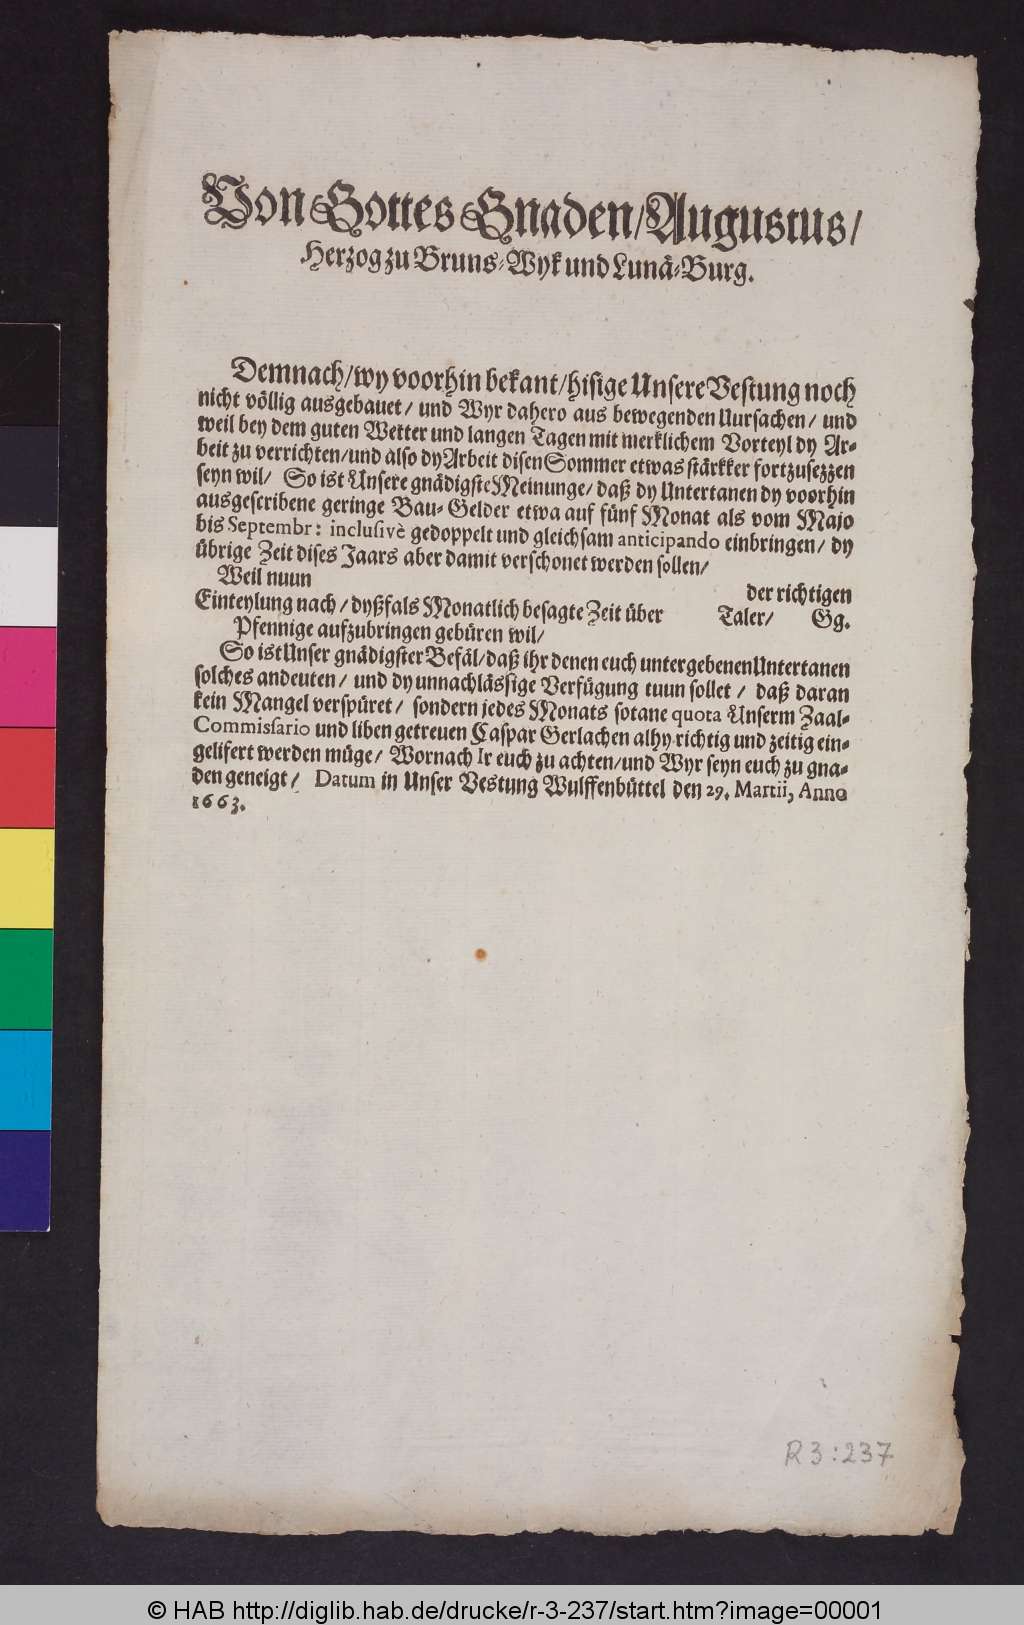 Von Gottes Gnaden/Augustus/
Herzog zu Bruns-Wyk und Lunä-Burg.
Demnach/wy voorhin bekant/hisige Unsere Vestung noch
nicht völlig ausgebauet/ und Wyr dahero aus bewegenden Uursachen/ und
weil bey dem guten Wetter und langen Tagen mit merklichem Vorteyl dy Ar-
beit zu verrichten/und also dy Arbeit disen Sommer etwas stärkker fortzusezzen
seyn wil/ So ist Unsere gnädigste Meinunge/ daß dy Untertanen dy voorhin
ausgescribene geringe Bau-Gelder etwa auf fünf Monat als vom Majo
bis Septembr: inclusivè gedoppelt und gleichsam anticipando einbringen/ dy
übrige Zeit dises Jaars aber damit verschonet werden sollen/
Weil nuun der richtigen
Einteylung nach/ dyßfals Monatlich besagte Zeit über Taler/ Gg.
Pfennige aufzubringen gebüren wil/
So ist Unser gnädigster Befäl/daß ihr denen euch untergebenen Untertanen
solches andeuten/ und dy unnachlässige Verfügung tuun sollet/ daß daran
kein Mangel verspüret/ sondern jedes Monats sotane quota Unserm Zaal-
Commissario und liben getreuen Caspar Gerlachen alhy richtig und zeitig ein-
gelifert werden müge/ Wornach Ir euch zu achten/und Wyr seyn euch zu gna-
den geneigt/ Datum in Unser Vestung Wulffenbüttel den 29. Martii, Anno
1663.
R 3:237
© HAB http://diglib.hab.de/drucke/r-3-237/start.htm?image=00001